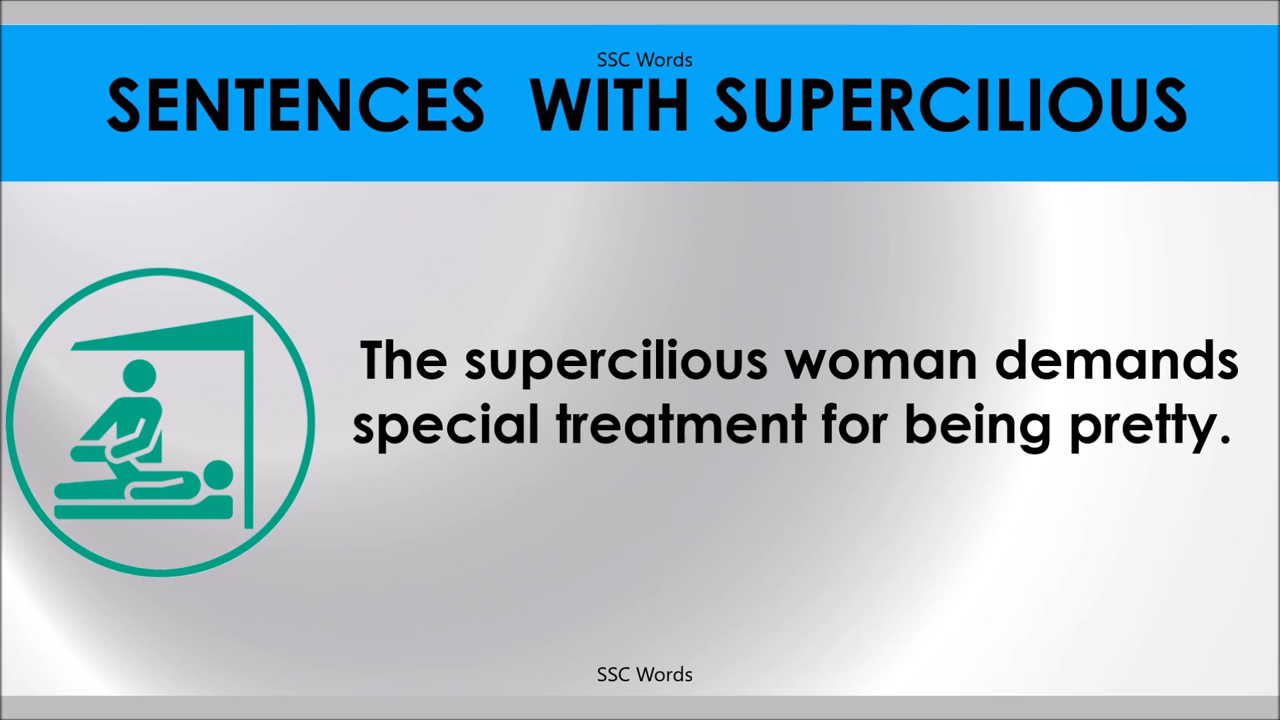 SSC Words
SENTENCES WITH SUPERCILIOUS
The supercilious woman demands
special treatment for being pretty.
SSC Words